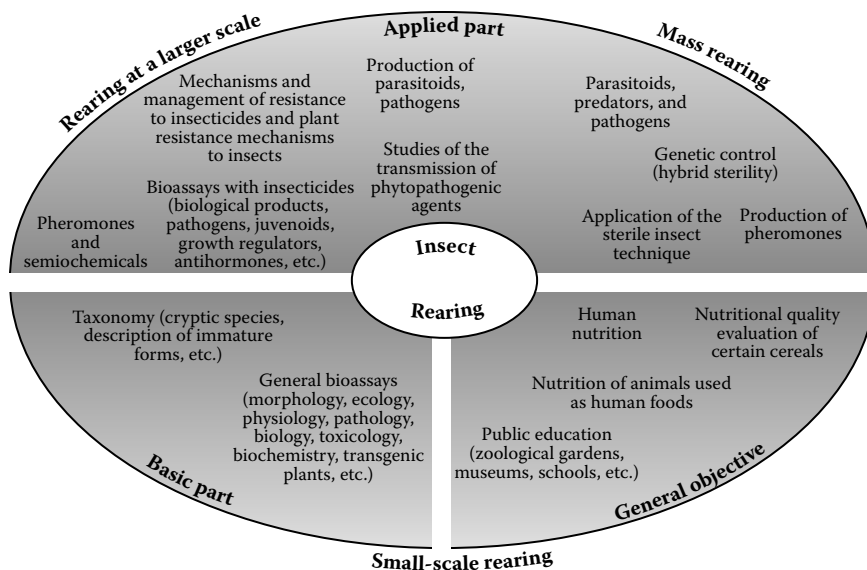 Rearing at a larger scale
Applied part
Mass rearing
Mechanisms and
management of resistance
to insecticides and plant
resistance mechanisms
to insects
Production of
parasitoids,
pathogens
Parasitoids,
predators, and
pathogens
Studies of the
transmission of
phytopathogenic
agents
Genetic control
(hybrid sterility)
Pheromones
and
semiochemicals
Bioassays with insecticides
(biological products,
pathogens, juvenoids,
growth regulators,
antihormones, etc.)
Application of the
sterile insect
technique
Production of
pheromones
Insect
Rearing
Taxonomy (cryptic species,
description of immature
forms, etc.)
General bioassays
(morphology, ecology,
physiology, pathology,
biology, toxicology,
biochemistry, transgenic
plants, etc.)
Basic part
Human
nutrition
Nutritional quality
evaluation of
certain cereals
Nutrition of animals used
as human foods
Public education
(zoological gardens,
museums, schools, etc.)
General objective
Small-scale rearing